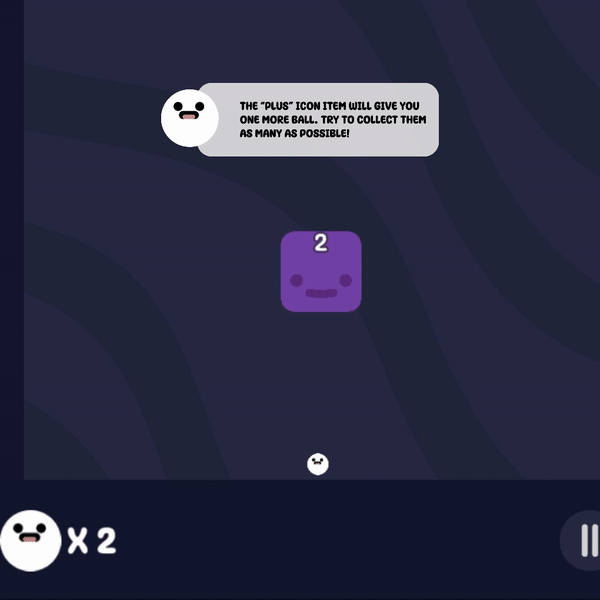 THE "PLUS" ICON ITEM WILL GIVE YOU
ONE MORE BALL. TRY TO COLLECT THEM
AS MANY AS POSSIBLE!
2
X 2